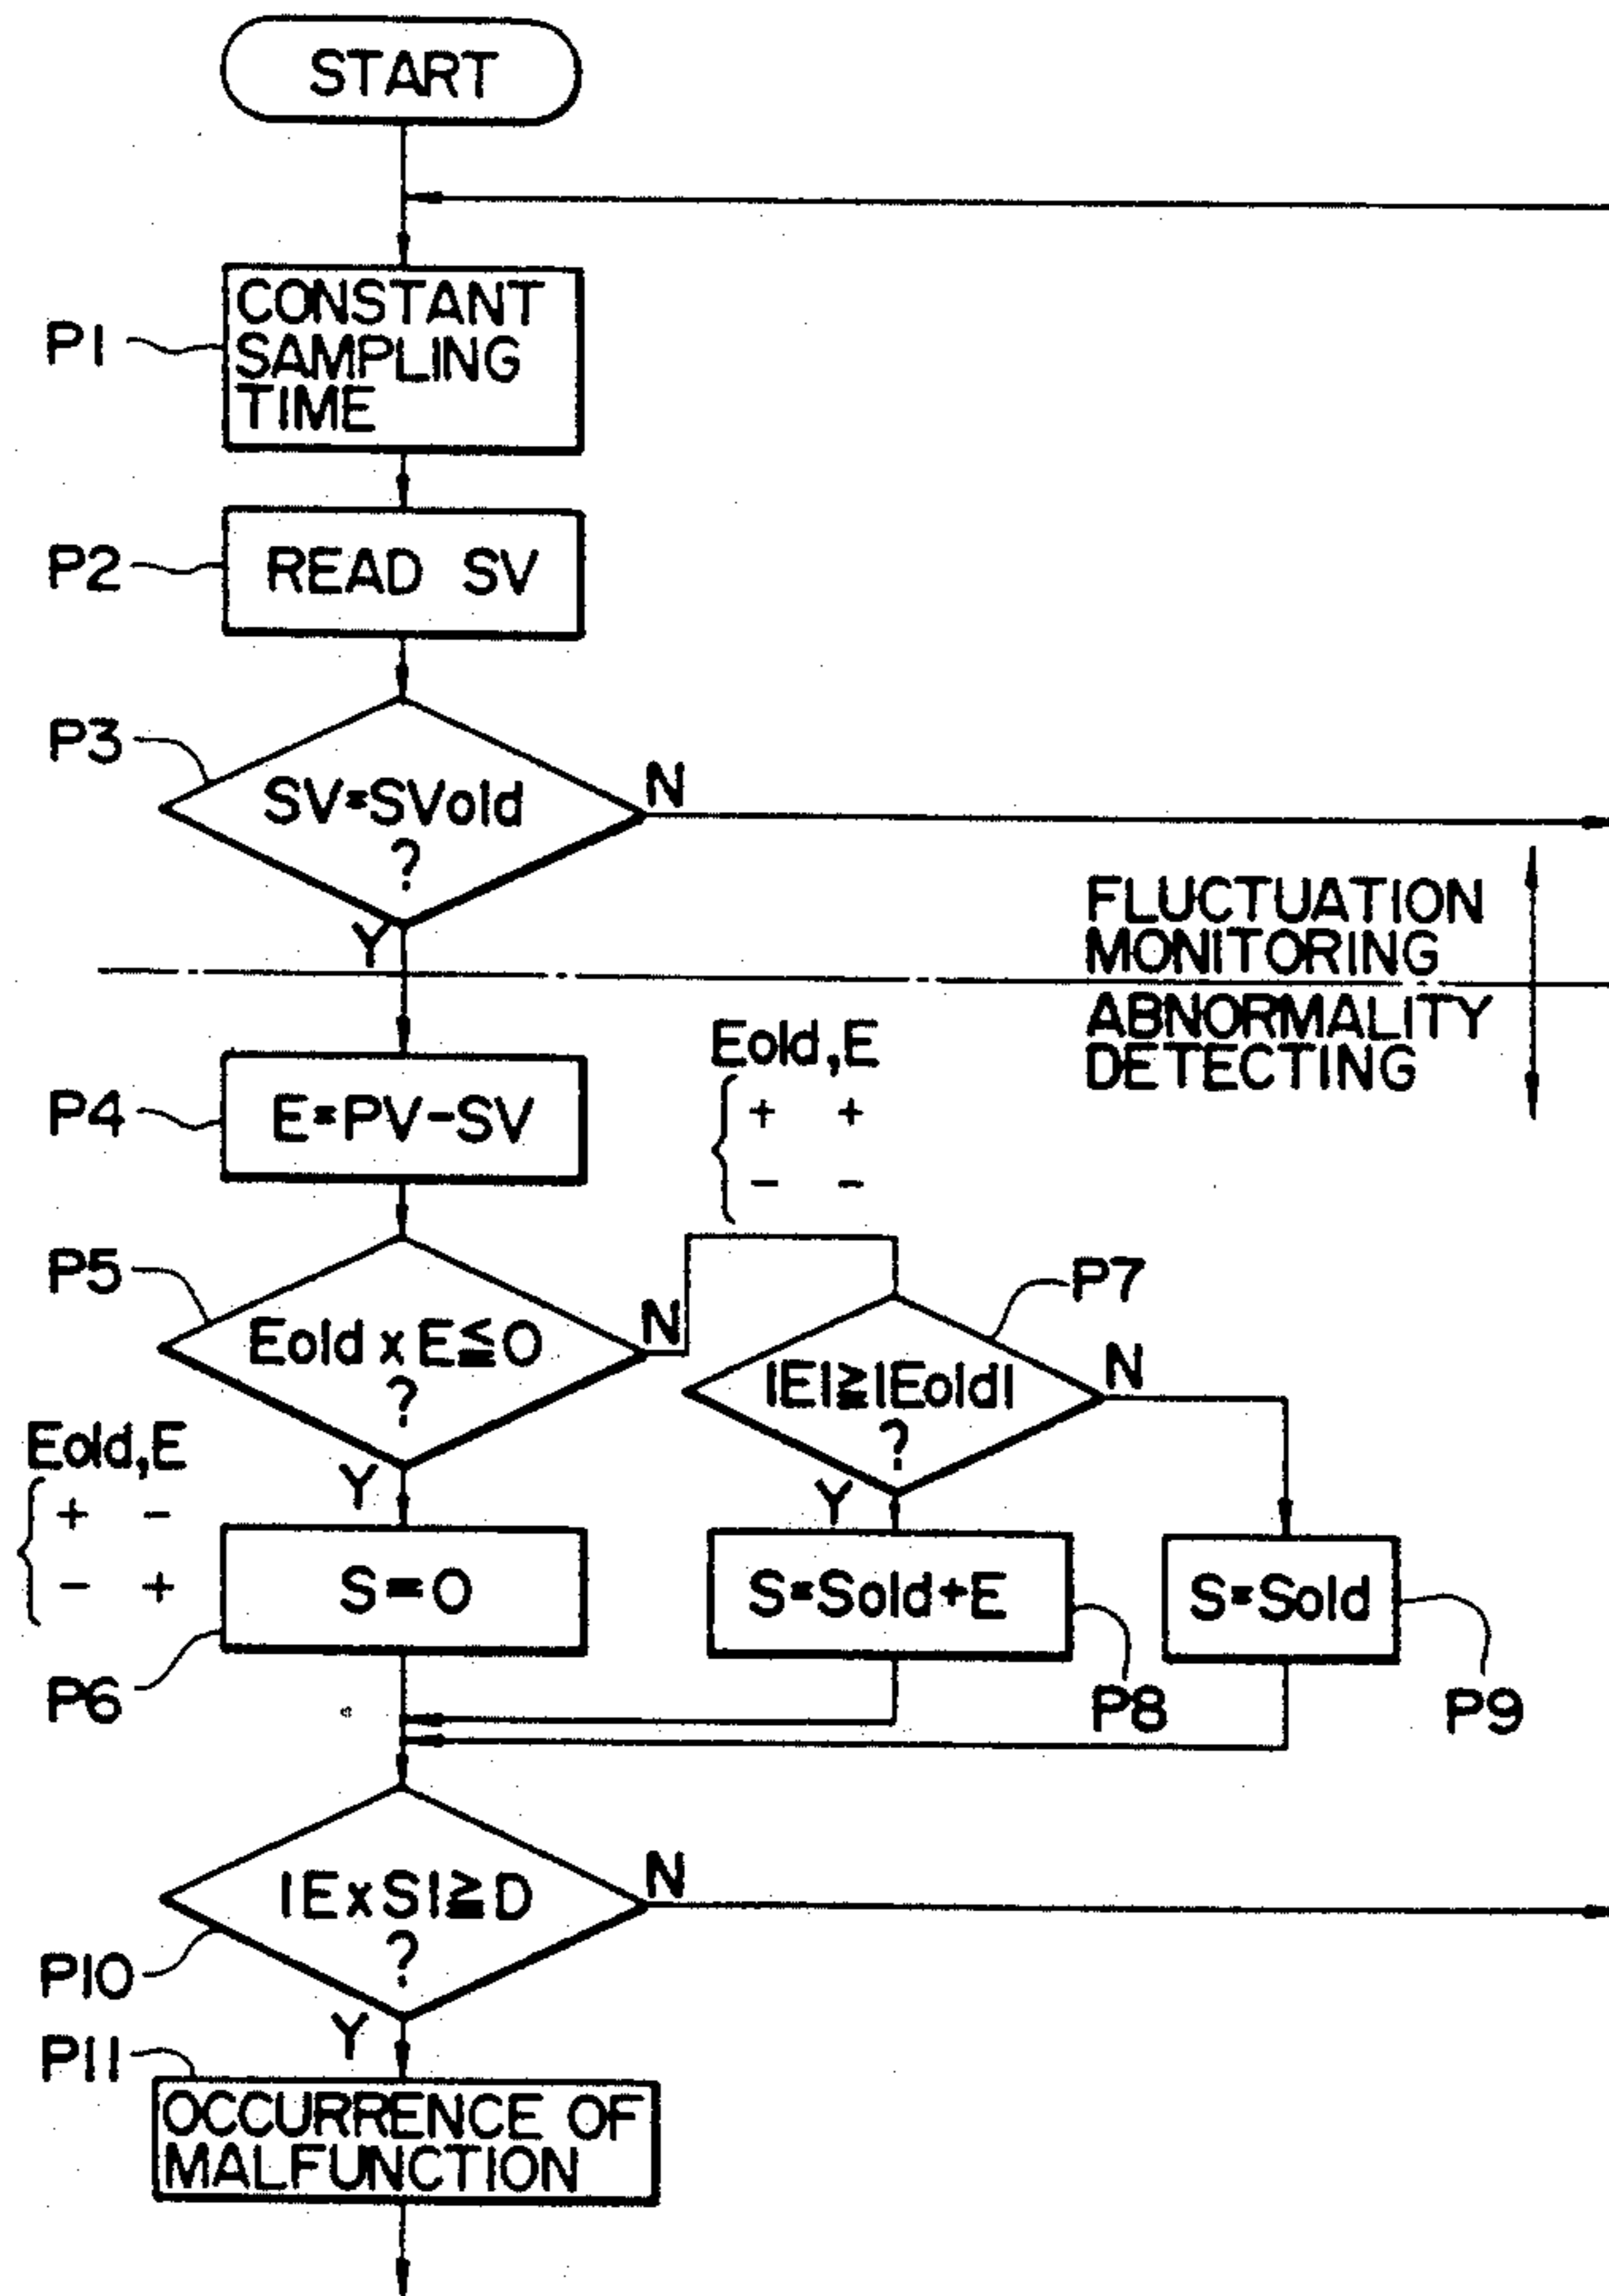 START
P1
CONSTANT
SAMPLING
TIME
P2
READ SV
P3
SV=SVold
?
N
Y
FLUCTUATION
MONITORING
ABNORMALITY
DETECTING
P4
E=PV-SV
Eold,E
+ +
- -
P5
Eold x E≦0
?
N
Y
P7
|E|≧|Eold|
?
N
Y
Eold,E
+ -
- +
P6
S=0
S=Sold+E
P8
S=Sold
P9
P10
|E x S|≧D
?
N
Y
P11
OCCURRENCE OF
MALFUNCTION